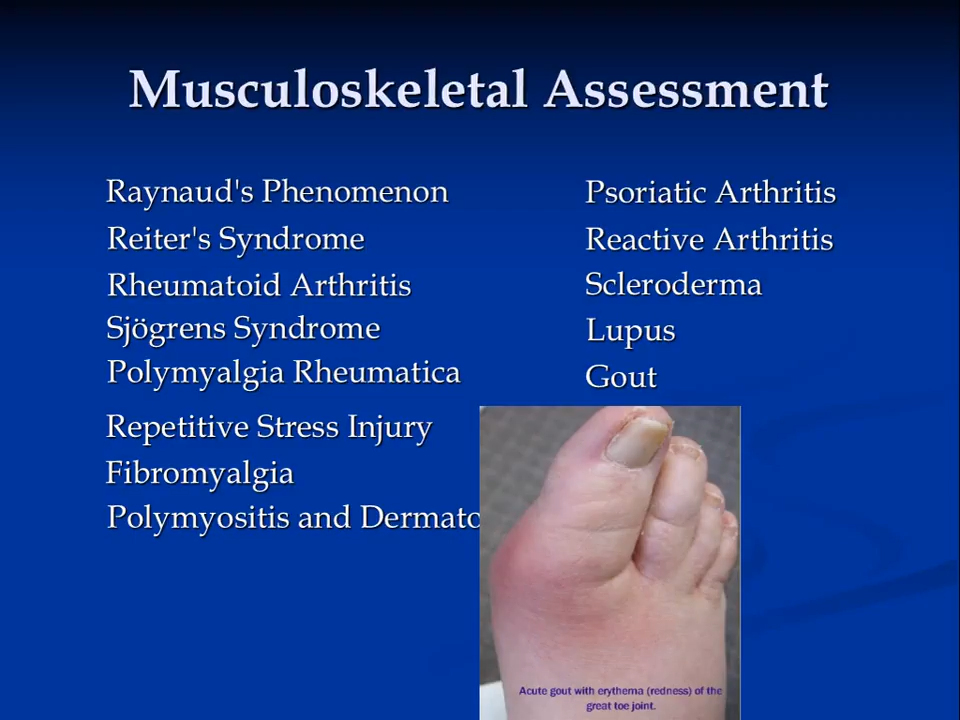 Musculoskeletal Assessment
Raynaud's Phenomenon
Reiter's Syndrome
Rheumatoid Arthritis
Sjögrens Syndrome
Polymyalgia Rheumatica
Repetitive Stress Injury
Fibromyalgia
Polymyositis and
Psoriatic Arthritis
Reactive Arthritis
Scleroderma
Lupus
Gout
Acute gout with erythema (redness) of the
great toe joint.